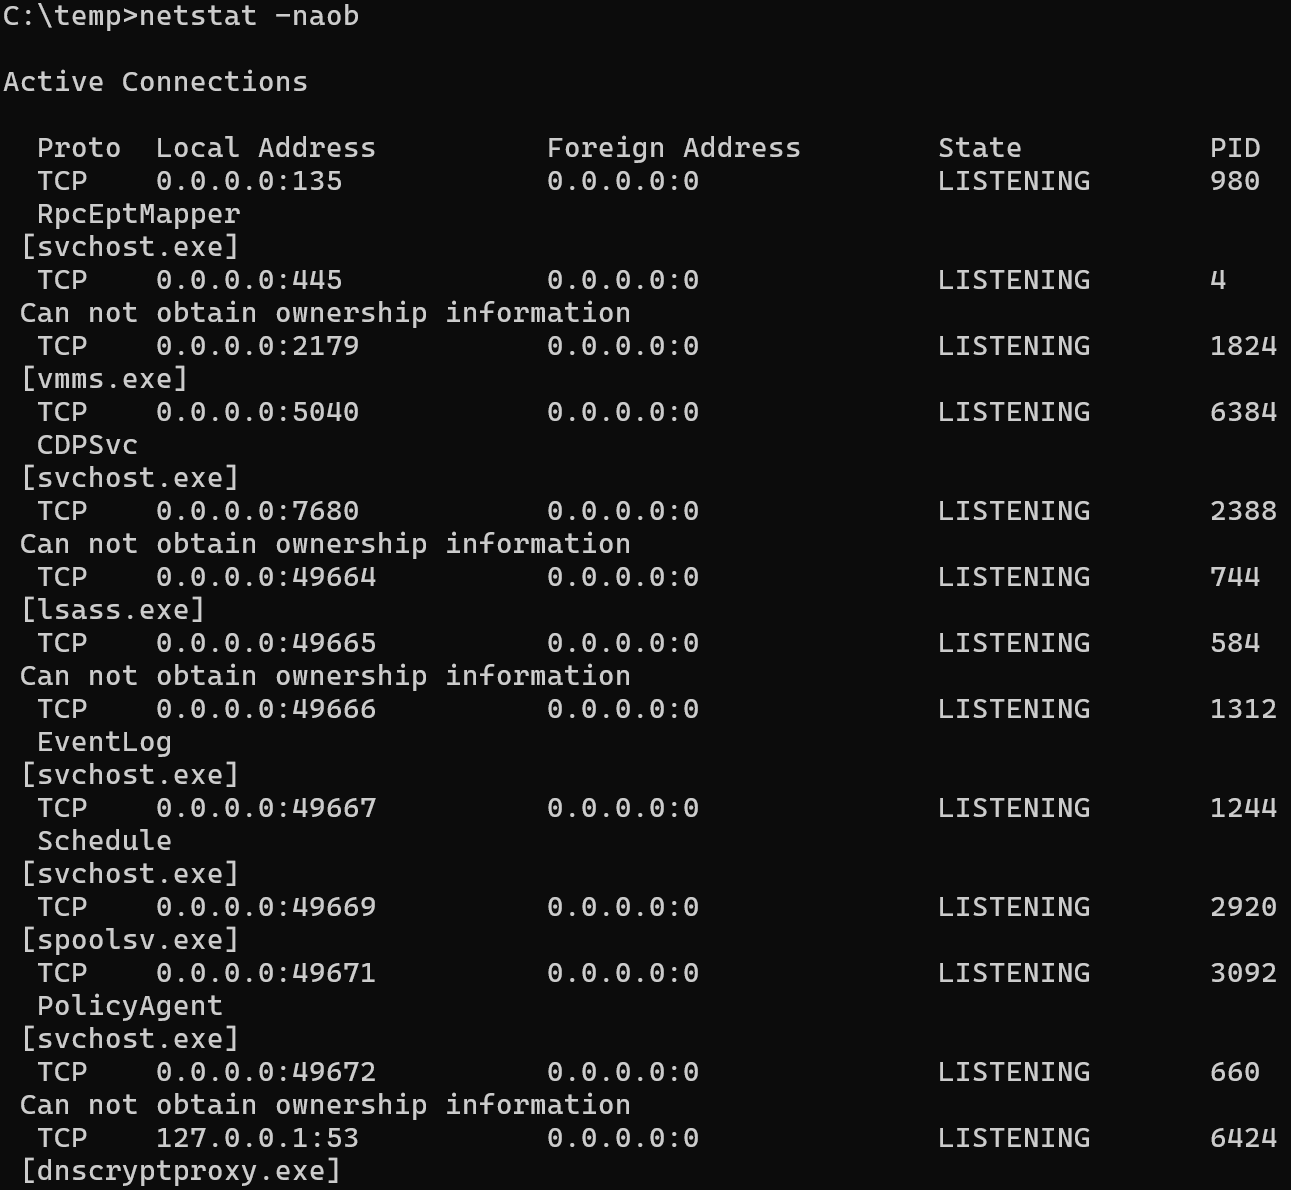 C:\temp>netstat -naob
Active Connections
Proto Local Address Foreign Address State PID
TCP 0.0.0.0:135 0.0.0.0:0 LISTENING 980
RpcEptMapper
[svchost.exe]
TCP 0.0.0.0:445 0.0.0.0:0 LISTENING 4
Can not obtain ownership information
TCP 0.0.0.0:2179 0.0.0.0:0 LISTENING 1824
[vmms.exe]
TCP 0.0.0.0:5040 0.0.0.0:0 LISTENING 6384
CDPSvc
[svchost.exe]
TCP 0.0.0.0:7680 0.0.0.0:0 LISTENING 2388
Can not obtain ownership information
TCP 0.0.0.0:49664 0.0.0.0:0 LISTENING 744
[lsass.exe]
TCP 0.0.0.0:49665 0.0.0.0:0 LISTENING 584
Can not obtain ownership information
TCP 0.0.0.0:49666 0.0.0.0:0 LISTENING 1312
EventLog
[svchost.exe]
TCP 0.0.0.0:49667 0.0.0.0:0 LISTENING 1244
Schedule
[svchost.exe]
TCP 0.0.0.0:49669 0.0.0.0:0 LISTENING 2920
[spoolsv.exe]
TCP 0.0.0.0:49671 0.0.0.0:0 LISTENING 3092
PolicyAgent
[svchost.exe]
TCP 0.0.0.0:49672 0.0.0.0:0 LISTENING 660
Can not obtain ownership information
TCP 127.0.0.1:53 0.0.0.0:0 LISTENING 6424
[dnscryptproxy.exe]